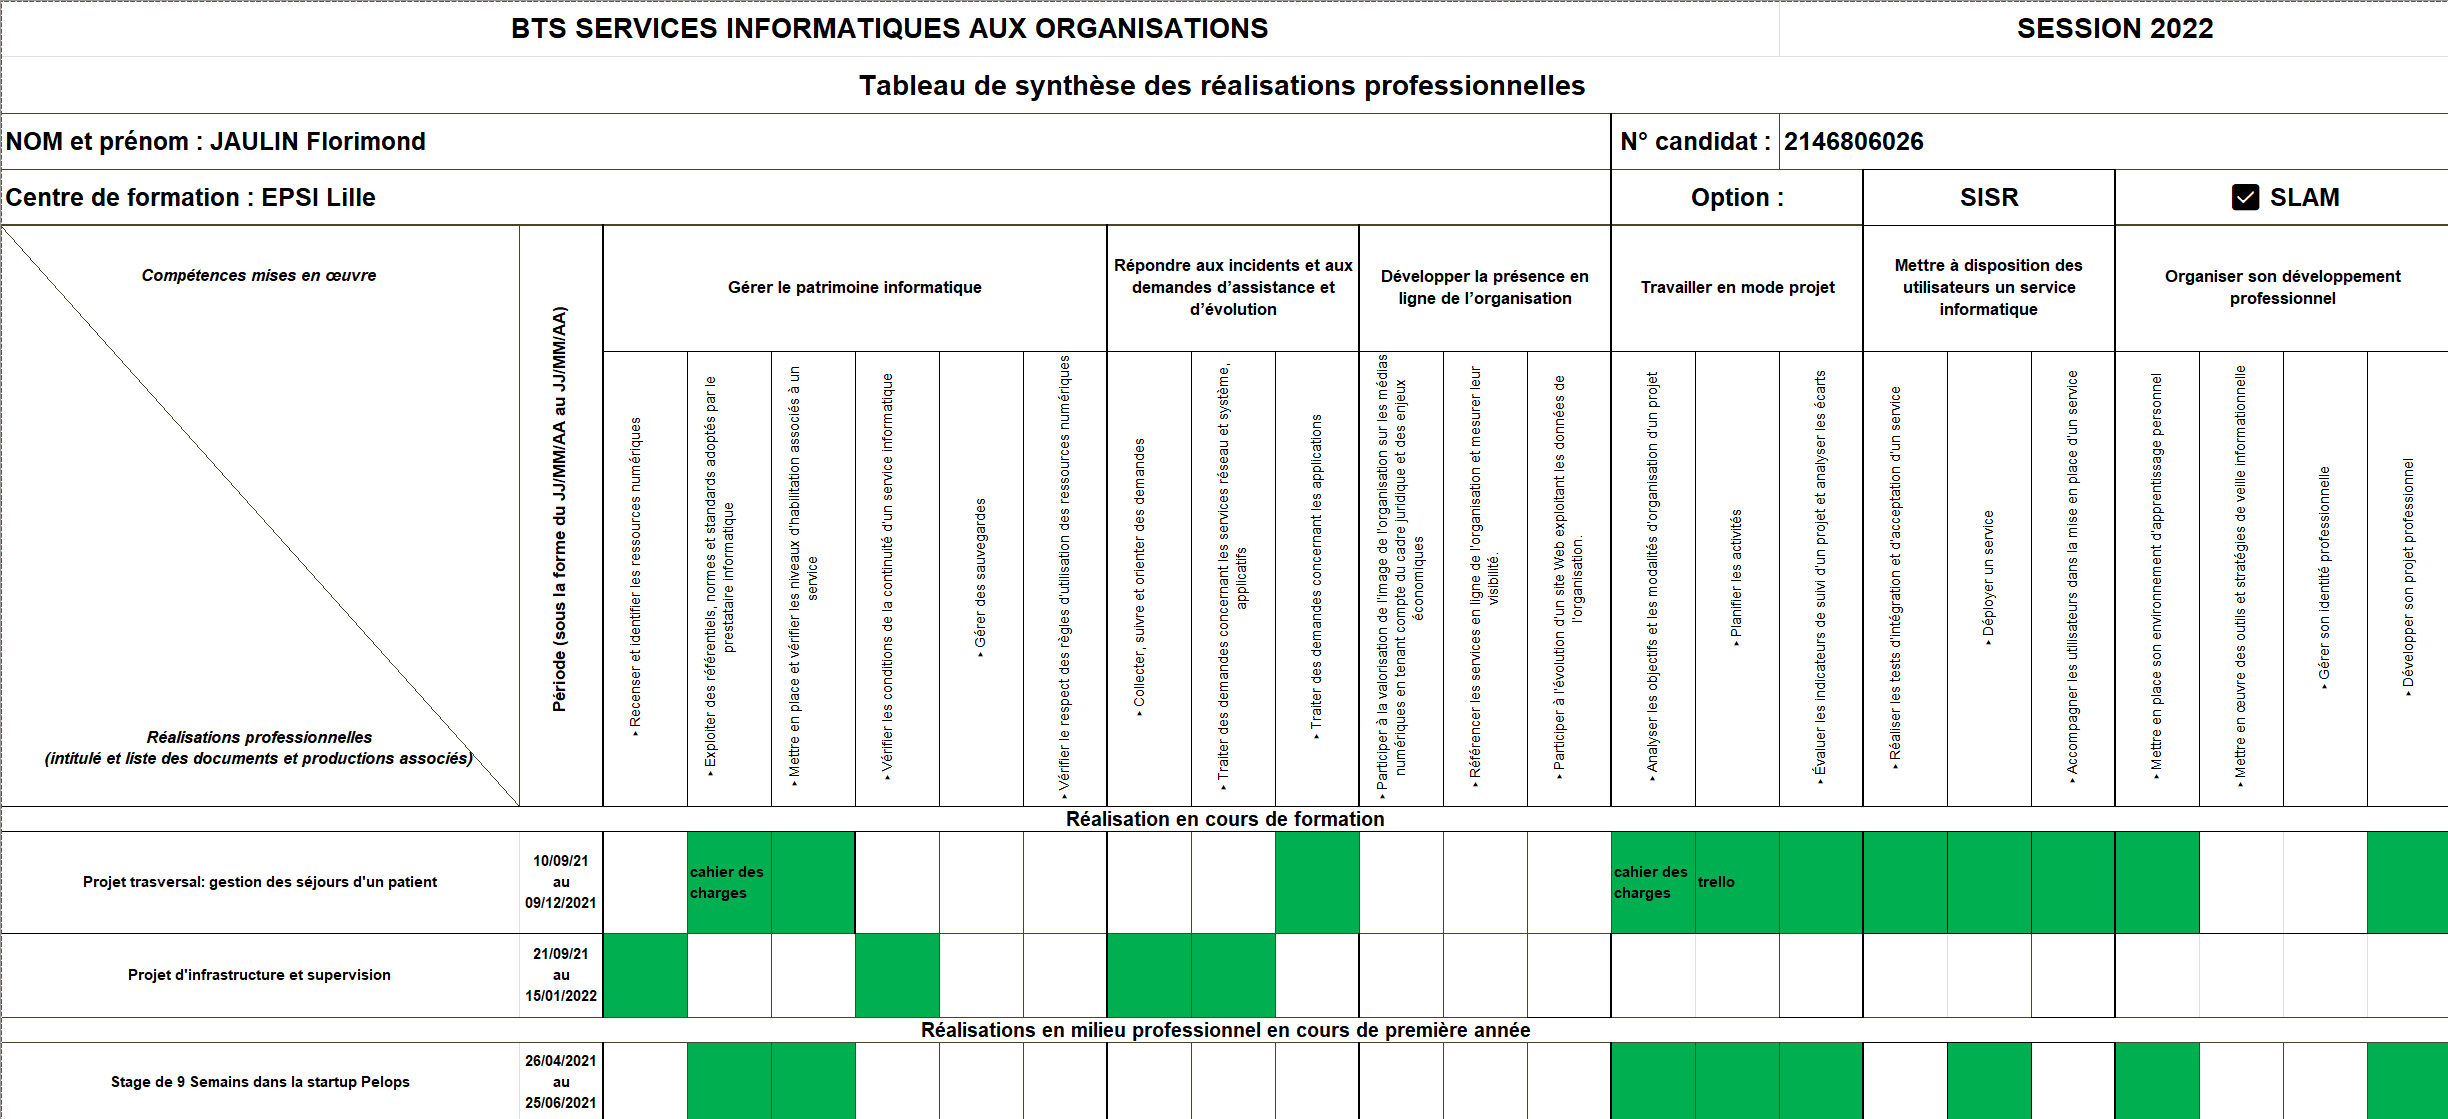 BTS SERVICES INFORMATIQUES AUX ORGANISATIONS
SESSION 2022
Tableau de synthèse des réalisations professionnelles
NOM et prénom : JAULIN Florimond
N° candidat :
2146806026
Centre de formation : EPSI Lille
Option :
SISR
SLAM
Compétences mises en œuvre
Réalisations professionnelles
(intitulé et liste des documents et productions associés)
Période (sous la forme du JJ/MM/AA au JJ/MM/AA)
Gérer le patrimoine informatique
Répondre aux incidents et aux
demandes d’assistance et
d’évolution
Développer la présence en
ligne de l’organisation
Travailler en mode projet
Mettre à disposition des
utilisateurs un service
informatique
Organiser son développement
professionnel
▸ Recenser et identifier les ressources numériques
▸ Exploiter des référentiels, normes et standards adoptés par le
prestataire informatique
▸ Mettre en place et vérifier les niveaux d’habilitation associés à un
service
▸ Vérifier les conditions de la continuité d’un service informatique
▸ Gérer des sauvegardes
▸ Vérifier le respect des règles d’utilisation des ressources numériques
▸ Collecter, suivre et orienter des demandes
▸ Traiter des demandes concernant les services réseau et système,
applicatifs
▸ Traiter des demandes concernant les applications
▸ Participer à la valorisation de l’image de l’organisation sur les médias
numériques en tenant compte du cadre juridique et des enjeux
économiques
▸ Référencer les services en ligne de l’organisation et mesurer leur
visibilité.
▸ Participer à l’évolution d’un site Web exploitant les données de
l’organisation.
▸ Analyser les objectifs et les modalités d’organisation d’un projet
▸ Planifier les activités
▸ Évaluer les indicateurs de suivi d’un projet et analyser les écarts
▸ Réaliser les tests d’intégration et d’acceptation d’un service
▸ Déployer un service
▸ Accompagner les utilisateurs dans la mise en place d’un service
▸ Mettre en place son environnement d’apprentissage personnel
▸ Mettre en œuvre des outils et stratégies de veille informationnelle
▸ Gérer son identité professionnelle
▸ Développer son projet professionnel
Réalisation en cours de formation
Projet trasversal: gestion des séjours d'un patient
10/09/21
au
09/12/2021
cahier des
charges
cahier des
charges
trello
Projet d'infrastructure et supervision
21/09/21
au
15/01/2022
Réalisations en milieu professionnel en cours de première année
Stage de 9 Semains dans la startup Pelops
26/04/2021
au
25/06/2021